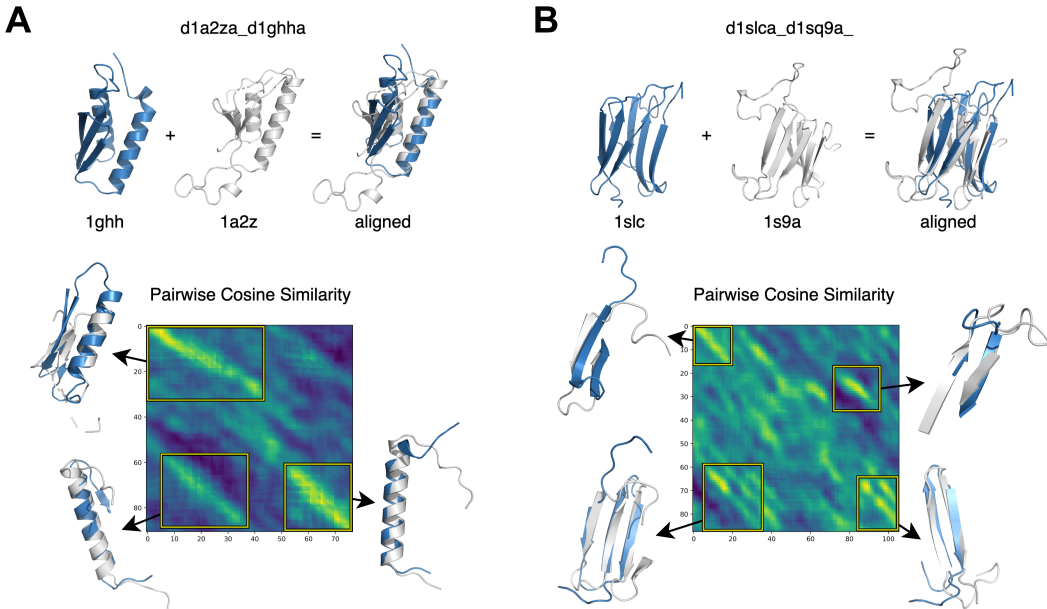 A
d1a2za_d1ghha
+
=
1ghh
1a2z
aligned
Pairwise Cosine Similarity
0
20
40
60
80
0
10
20
30
40
50
60
70
B
d1slca_d1sq9a_
+
=
1slc
1s9a
aligned
Pairwise Cosine Similarity
0
10
20
30
40
50
60
70
80
0
20
40
60
80
100